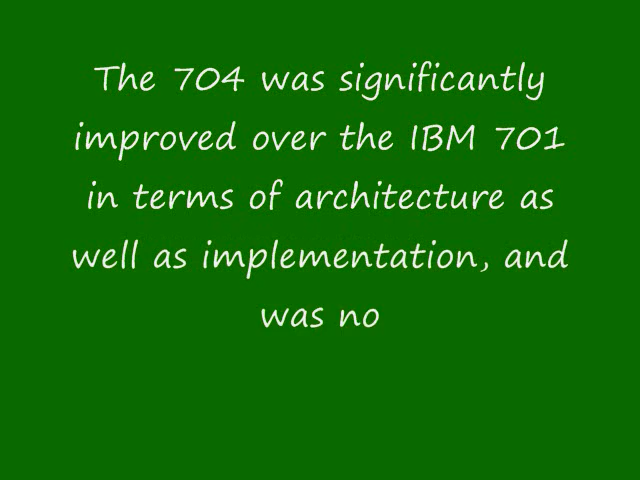 The 704 was significantly
improved over the IBM 701
in terms of architecture as
well as implementation, and
was no